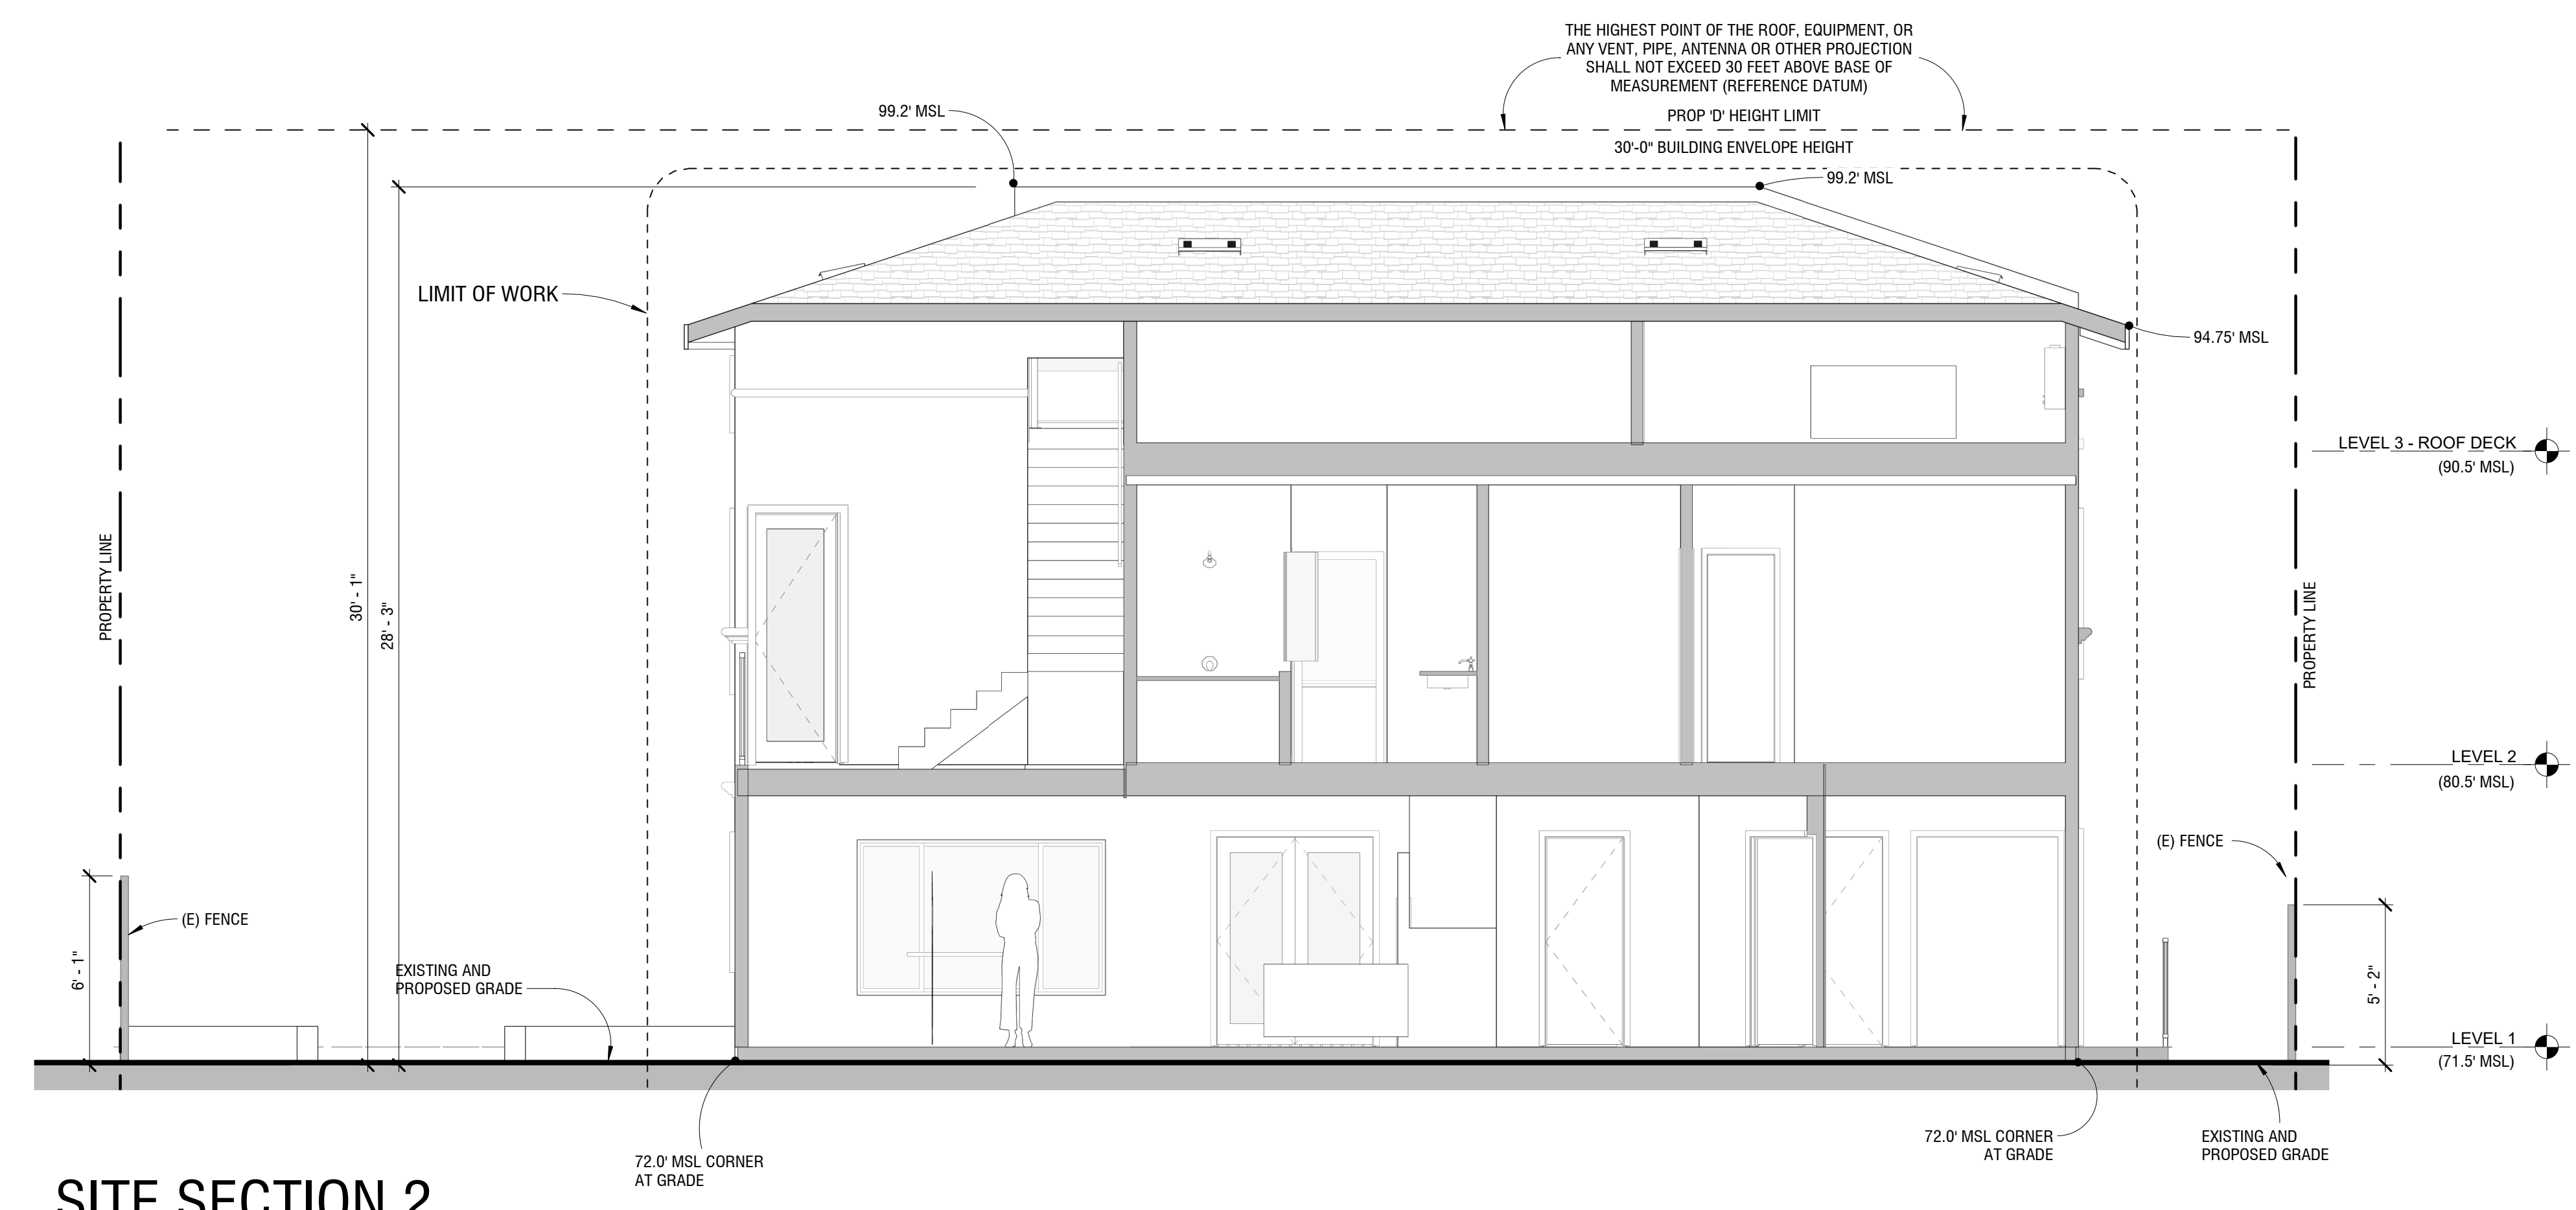 THE HIGHEST POINT OF THE ROOF, EQUIPMENT, OR
ANY VENT, PIPE, ANTENNA OR OTHER PROJECTION
SHALL NOT EXCEED 30 FEET ABOVE BASE OF
MEASUREMENT (REFERENCE DATUM)
99.2' MSL
PROP 'D' HEIGHT LIMIT
30'-0" BUILDING ENVELOPE HEIGHT
99.2' MSL
LIMIT OF WORK
94.75' MSL
LEVEL 3 - ROOF DECK
(90.5' MSL)
PROPERTY LINE
30' - 1"
28' - 3"
PROPERTY LINE
LEVEL 2
(80.5' MSL)
(E) FENCE
(E) FENCE
6' - 1"
EXISTING AND
PROPOSED GRADE
5' - 2"
LEVEL 1
(71.5' MSL)
72.0' MSL CORNER
AT GRADE
72.0' MSL CORNER
AT GRADE
EXISTING AND
PROPOSED GRADE
SITE SECTION 2